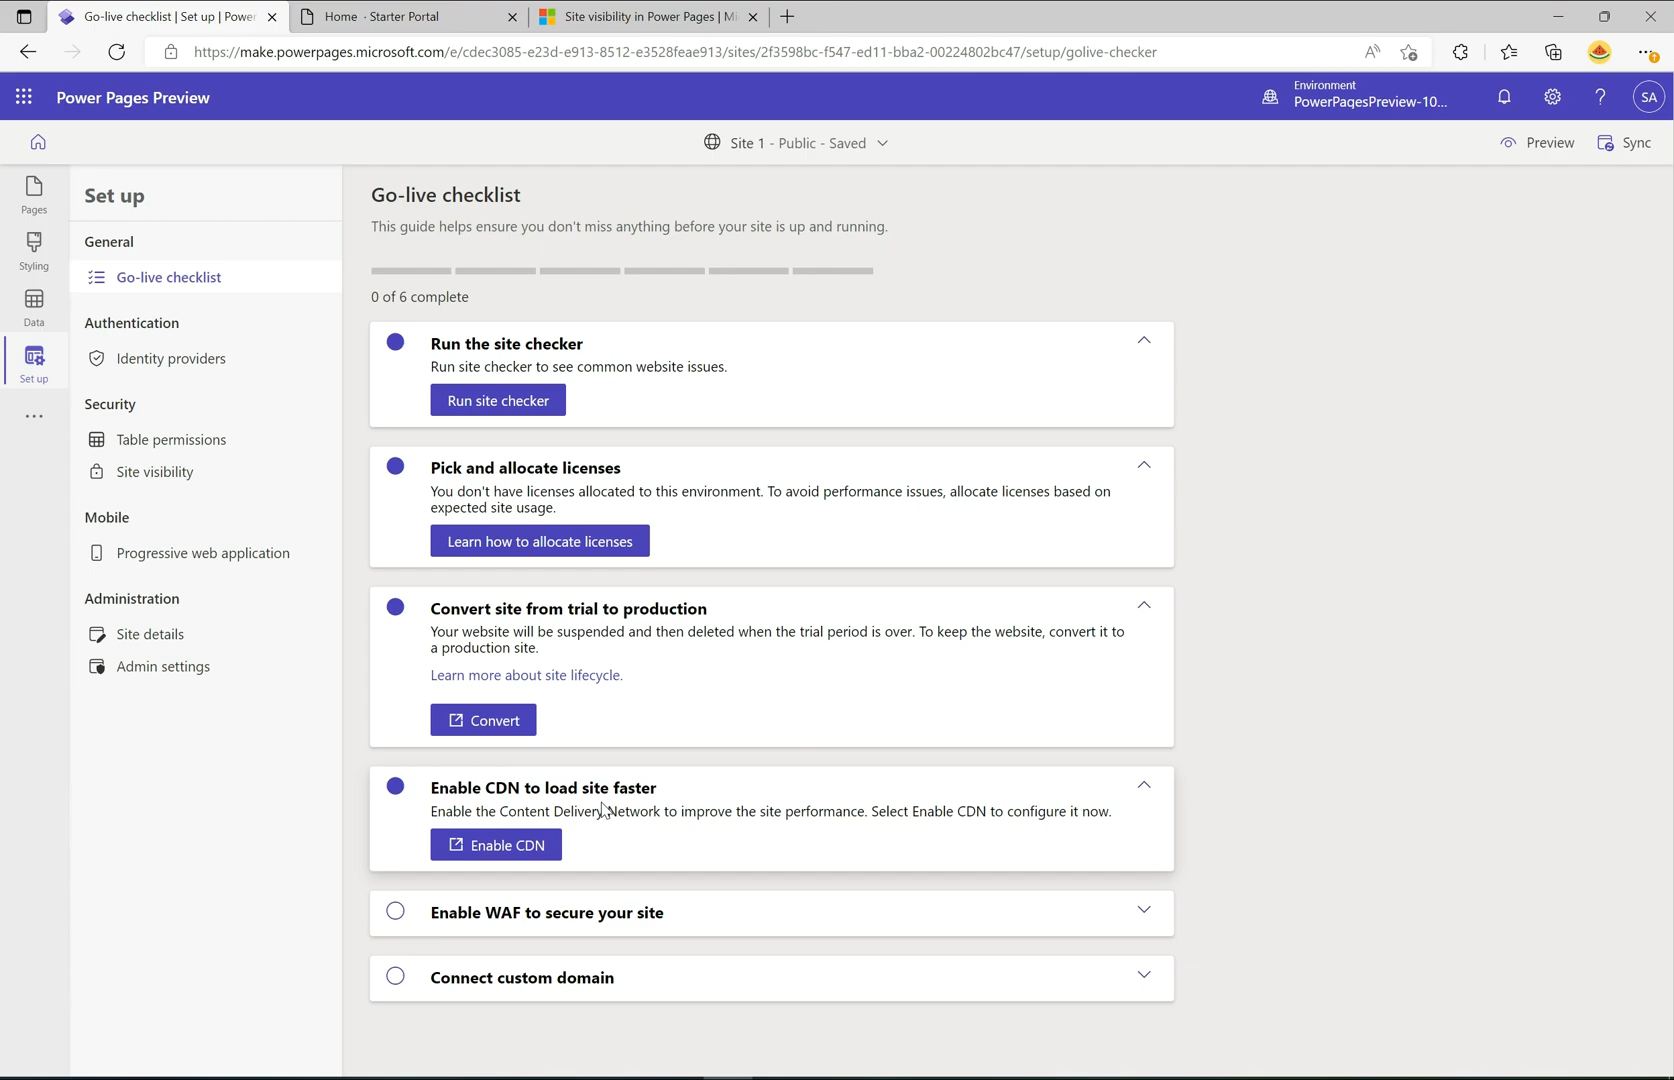 Go-live checklist | Set up | Power
Home · Starter Portal
Site visibility in Power Pages | Mi
https://make.powerpages.microsoft.com/e/cdec3085-e23d-e913-8512-e3528feae913/sites/2f3598bc-f547-ed11-bba2-00224802bc47/setup/golive-checker
Power Pages Preview
Environment
PowerPagesPreview-10...
SA
Site 1 - Public - Saved
Preview
Sync
Pages
Styling
Data
Set up
Set up
General
Go-live checklist
Authentication
Identity providers
Security
Table permissions
Site visibility
Mobile
Progressive web application
Administration
Site details
Admin settings
Go-live checklist
This guide helps ensure you don't miss anything before your site is up and running.
0 of 6 complete
Run the site checker
Run site checker to see common website issues.
Run site checker
Pick and allocate licenses
You don't have licenses allocated to this environment. To avoid performance issues, allocate licenses based on
expected site usage.
Learn how to allocate licenses
Convert site from trial to production
Your website will be suspended and then deleted when the trial period is over. To keep the website, convert it to
a production site.
Learn more about site lifecycle.
Convert
Enable CDN to load site faster
Enable the Content Delivery Network to improve the site performance. Select Enable CDN to configure it now.
Enable CDN
Enable WAF to secure your site
Connect custom domain